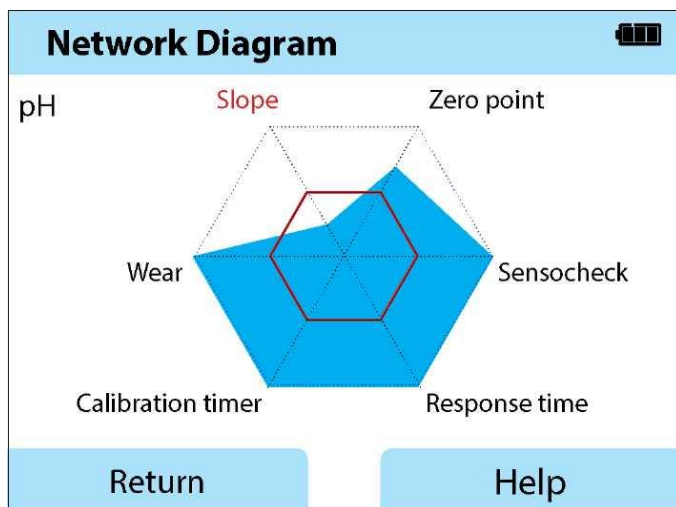 Network Diagram
pH
Slope
Zero point
Wear
Sensocheck
Calibration timer
Response time
Return
Help